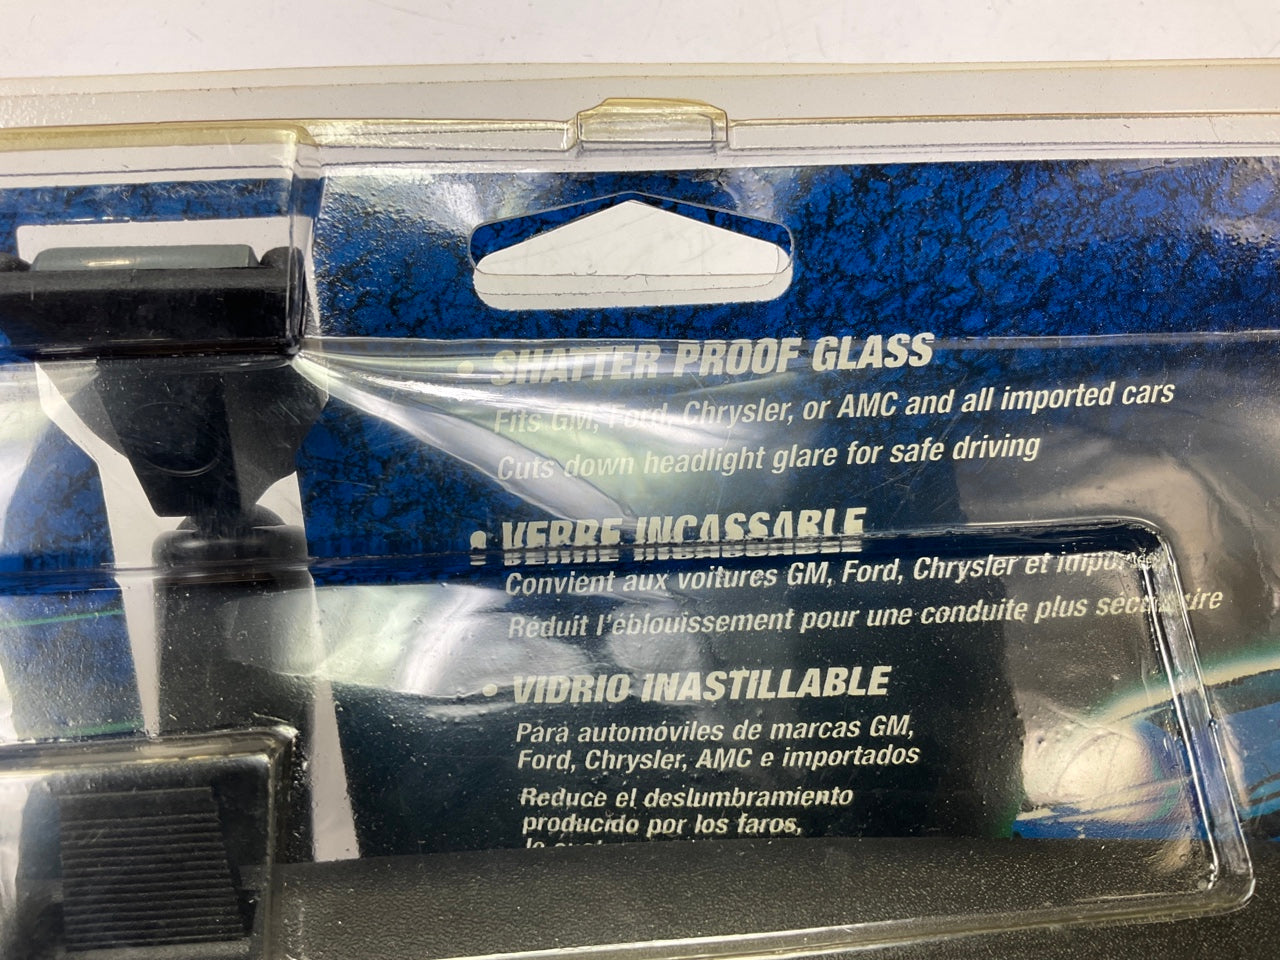 • SHATTER PROOF GLASS
Fits GM, Ford, Chrysler, or AMC and all imported cars
Cuts down headlight glare for safe driving
• VERRE INCASSABLE
Convient aux voitures GM, Ford, Chrysler et
Réduit l'éblouissement pour une conduite plus
• VIDRIO INASTILLABLE
Para automóviles de marcas GM,
Ford, Chrysler, AMC e importados
Reduce el deslumbramiento
producido por los faros,